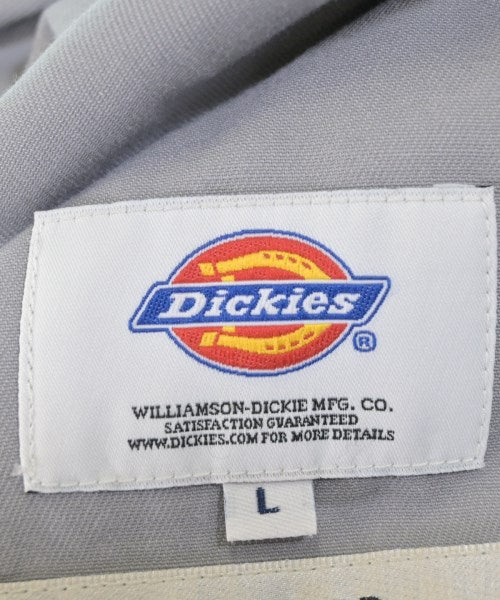 Dickies
®
WILLIAMSON-DICKIE MFG. CO.
SATISFACTION GUARANTEED
WWW.DICKIES.COM FOR MORE DETAILS
L